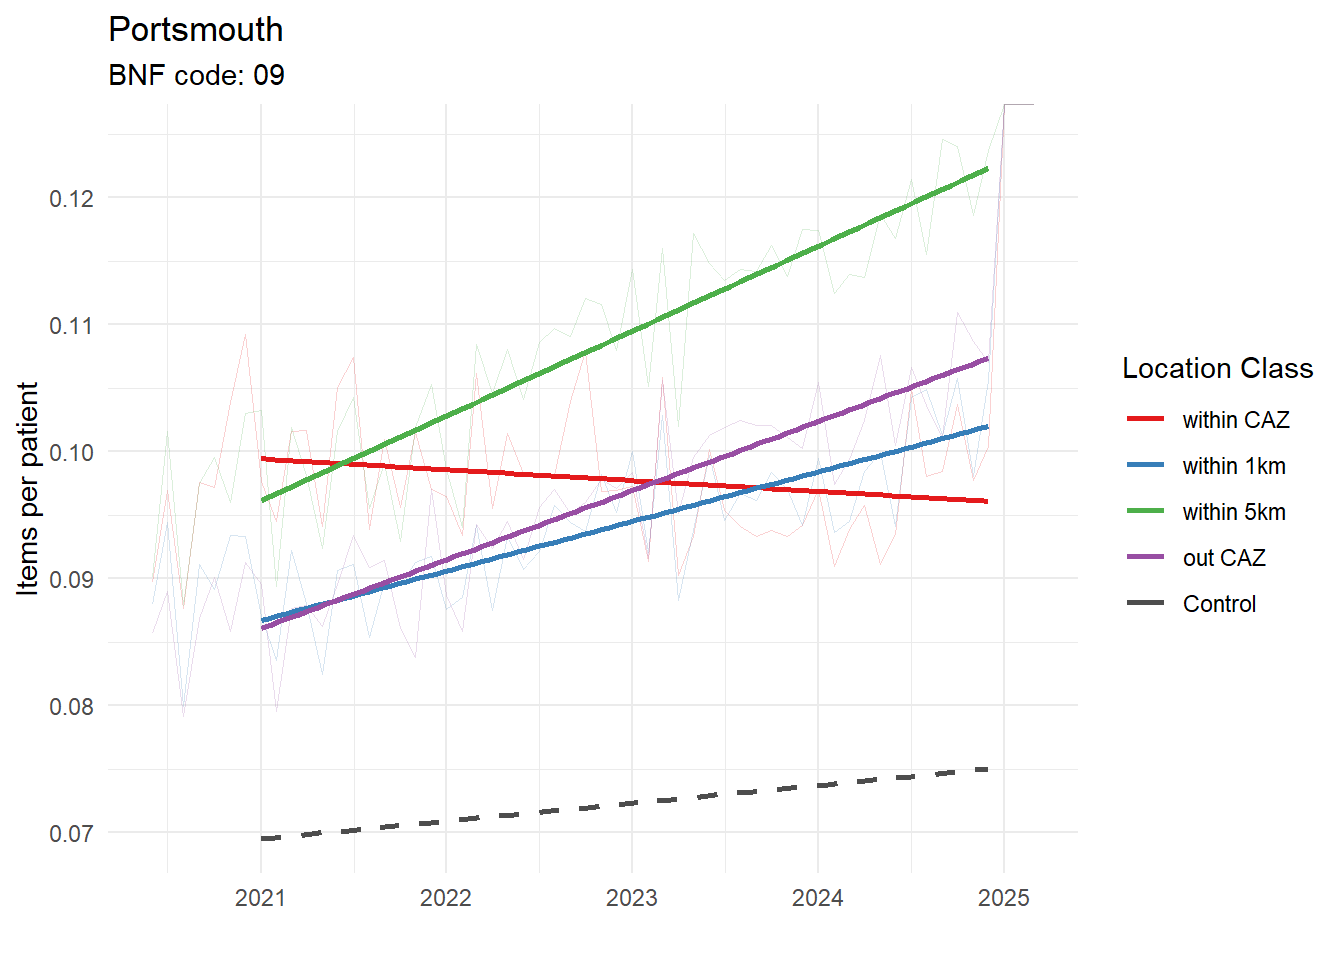 Portsmouth
BNF code: 09
Items per patient
0.12
0.11
0.10
0.09
0.08
0.07
2021 2022 2023 2024 2025
Location Class
within CAZ
within 1km
within 5km
out CAZ
Control